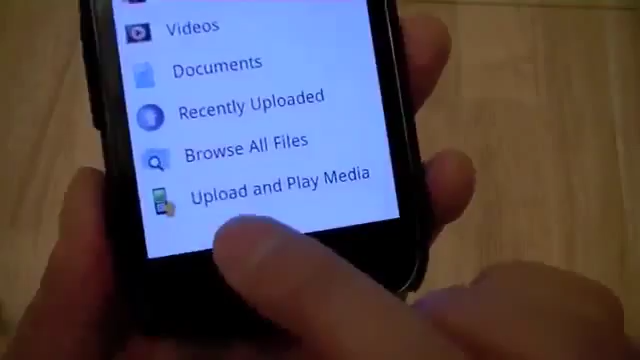 Videos
Documents
Recently Uploaded
Browse All Files
Upload and Play Media